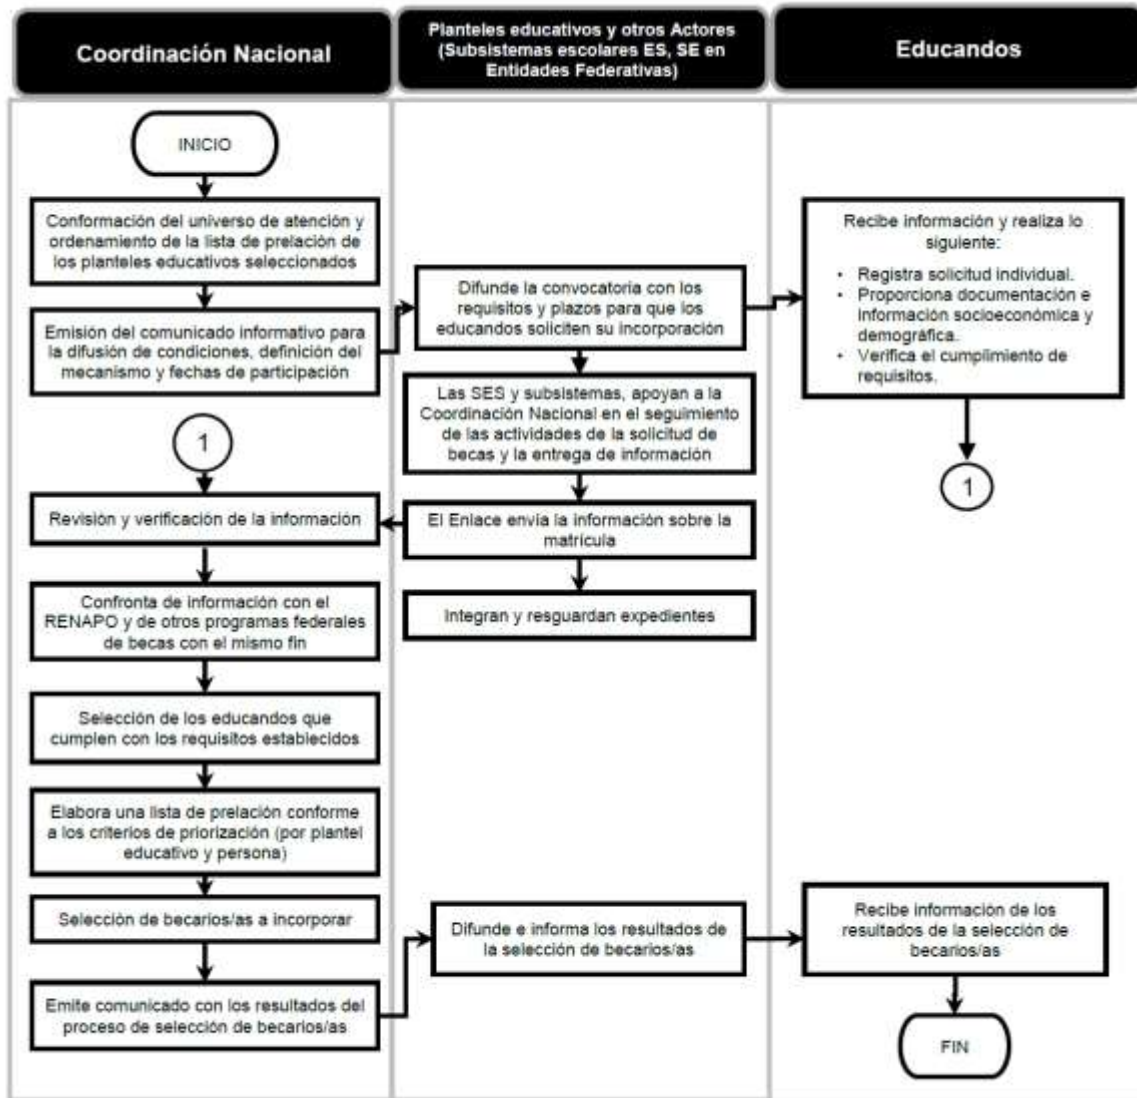 Coordinación Nacional
Planteles educativos y otros Actores
(Subsistemas escolares ES, SE en
Entidades Federativas)
Educandos
INICIO
Conformación del universo de atención y
ordenamiento de la lista de prelación de
los planteles educativos seleccionados
Emisión del comunicado informativo para
la difusión de condiciones, definición del
mecanismo y fechas de participación
1
Revisión y verificación de la información
Confronta de información con el
RENAPO y de otros programas federales
de becas con el mismo fin
Selección de los educandos que
cumplen con los requisitos establecidos
Elabora una lista de prelación conforme
a los criterios de priorización (por plantel
educativo y persona)
Selección de becarios/as a incorporar
Emite comunicado con los resultados del
proceso de selección de becarios/as
Difunde la convocatoria con los
requisitos y plazos para que los
educandos soliciten su incorporación
Las SES y subsistemas, apoyan a la
Coordinación Nacional en el seguimiento
de las actividades de la solicitud de
becas y la entrega de información
El Enlace envía la información sobre la
matrícula
Integran y resguardan expedientes
Difunde e informa los resultados de
la selección de becarios/as
Recibe información y realiza lo
siguiente:
• Registra solicitud individual.
• Proporciona documentación e
información socioeconómica y
demográfica.
• Verifica el cumplimiento de
requisitos.
1
Recibe información de los
resultados de la selección de
becarios/as
FIN